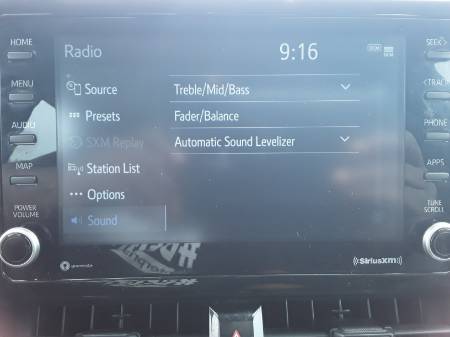 HOME
MENU
AUDIO
MAP
POWER
VOLUME
Radio
9:16
Source
Presets
SXM Replay
Station List
Options
Sound
Treble/Mid/Bass
Fader/Balance
Automatic Sound Levelizer
SEEK>
<TRACK
PHONE
APPS
TUNE
SCROLL
SiriusXM